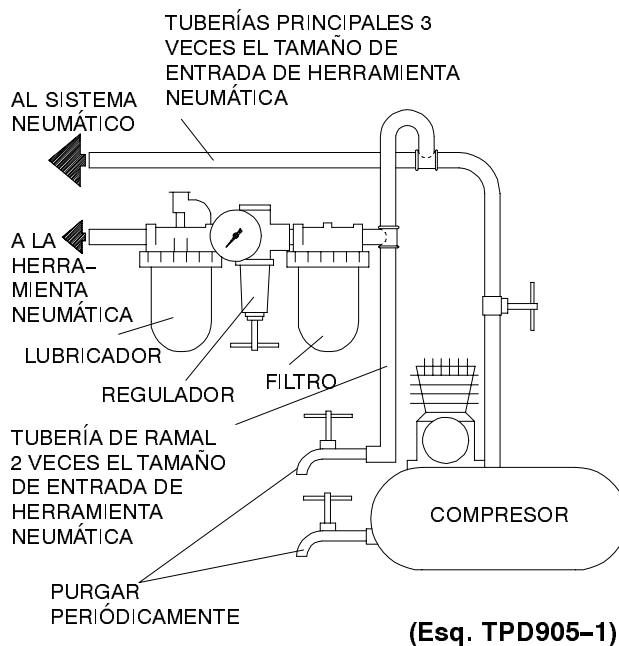 TUBERÍAS PRINCIPALES 3
VECES EL TAMAÑO DE
ENTRADA DE HERRAMIENTA
NEUMÁTICA
AL SISTEMA
NEUMÁTICO
A LA
HERRA–
MIENTA
NEUMÁTICA
LUBRICADOR
REGULADOR
FILTRO
TUBERÍA DE RAMAL
2 VECES EL TAMAÑO
DE ENTRADA DE
HERRAMIENTA
NEUMÁTICA
COMPRESOR
PURGAR
PERIÓDICAMENTE
(Esq. TPD905–1)